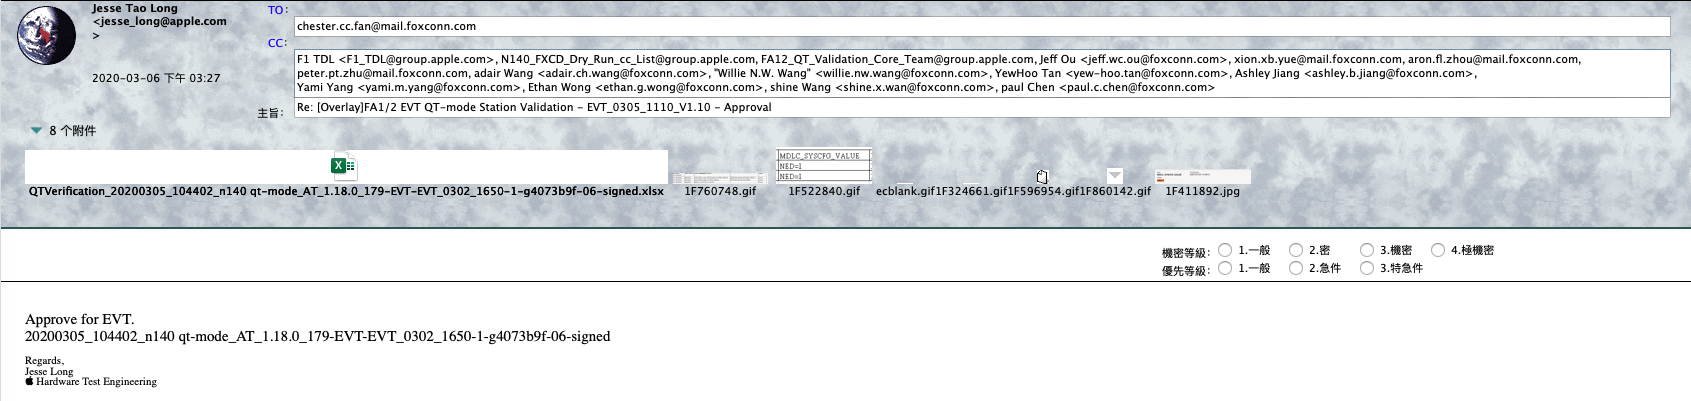 Jesse Tao Long
<jesse_long@apple.com
>
2020-03-06 下午 03:27
TO:
chester.cc.fan@mail.foxconn.com
CC:
F1 TDL <F1_TDL@group.apple.com>, N140_FXCD_Dry_Run_cc_List@group.apple.com, FA12_QT_Validation_Core_Team@group.apple.com, Jeff Ou <jeff.wc.ou@foxconn.com>, xion.xb.yue@mail.foxconn.com, aron.fl.zhou@mail.foxconn.com,
peter.pt.zhu@mail.foxconn.com, adair Wang <adair.ch.wang@foxconn.com>, "Willie N.W. Wang" <willie.nw.wang@foxconn.com>, YewHoo Tan <yew-hoo.tan@foxconn.com>, Ashley Jiang <ashley.b.jiang@foxconn.com>,
Yami Yang <yami.m.yang@foxconn.com>, Ethan Wong <ethan.g.wong@foxconn.com>, shine Wang <shine.x.wan@foxconn.com>, paul Chen <paul.c.chen@foxconn.com>
主旨:
Re: [Overlay]FA1/2 EVT QT-mode Station Validation - EVT_0305_1110_V1.10 - Approval
8 个附件
MDLC_SYSCFG_VALUE
NED=1
NED=1
QTVerification_20200305_104402_n140 qt-mode_AT_1.18.0_179-EVT-EVT_0302_1650-1-g4073b9f-06-signed.xlsx
1F760748.gif
1F522840.gif
ecblank.gif1F324661.gif1F596954.gif1F860142.gif
1F411892.jpg
機密等級: 1.一般 2.密 3.機密 4.極機密
優先等級: 1.一般 2.急件 3.特急件
Approve for EVT.
20200305_104402_n140 qt-mode_AT_1.18.0_179-EVT-EVT_0302_1650-1-g4073b9f-06-signed
Regards,
Jesse Long
Hardware Test Engineering